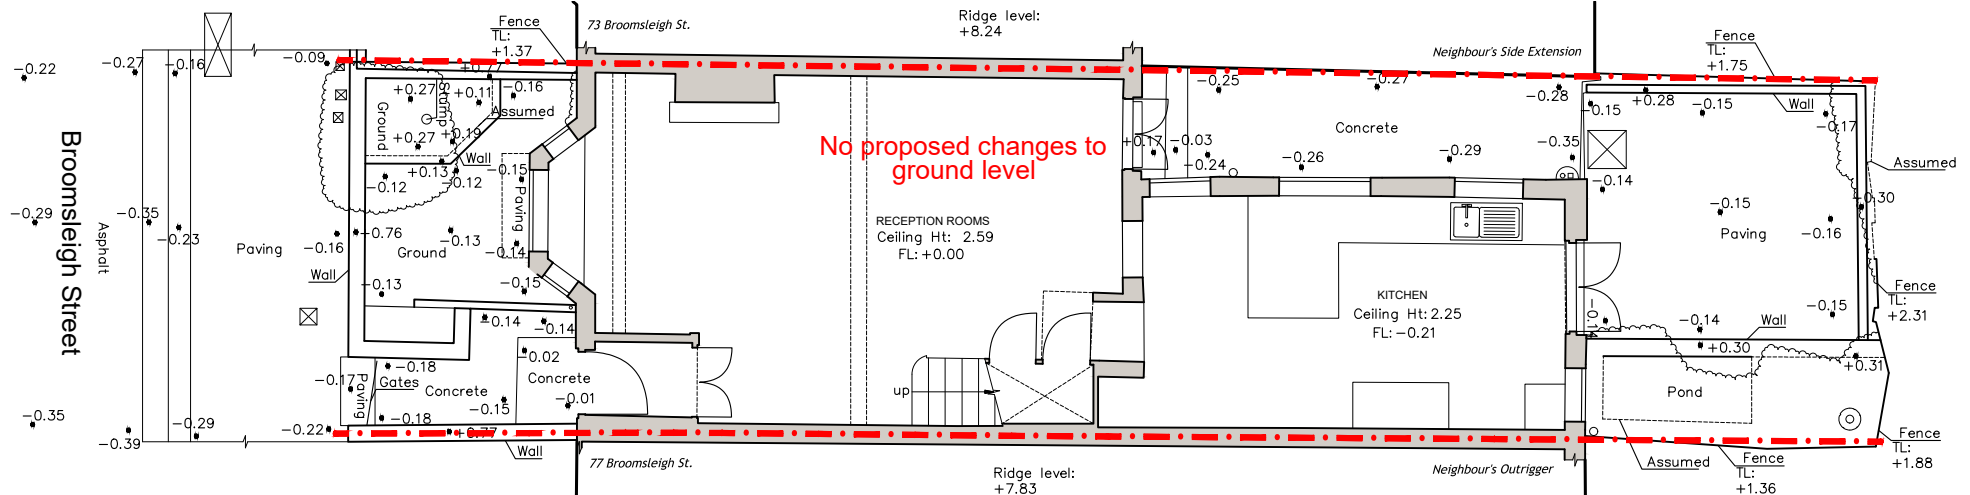 Broomsleigh Street
Asphalt
-0.22
-0.29
-0.35
-0.27
-0.16
-0.35
-0.23
-0.39
-0.29
Paving
-0.09
-0.16
-0.22
Wall
+0.76
Fence
TL:
+1.37
73 Broomsleigh St.
Ridge level:
+8.24
+0.27
Stump
+0.11
-0.16
Assumed
Ground
+0.27
+0.19
+0.13
Wall
-0.12
-0.12
-0.15
Paving
-0.13
Ground
-0.14
-0.13
-0.15
-0.14
-0.14
-0.18
-0.17
Gates
Paving
Concrete
-0.02
Concrete
-0.01
-0.15
-0.18
+0.77
Wall
77 Broomsleigh St.
No proposed changes to
ground level
RECEPTION ROOMS
Ceiling Ht: 2.59
FL:+0.00
up
Ridge level:
+7.83
Neighbour's Side Extension
-0.25
-0.27
-0.28
+0.17
-0.03
-0.24
Concrete
-0.26
-0.29
-0.35
KITCHEN
Ceiling Ht:2.25
FL:-0.21
Neighbour's Outrigger
Fence
TL:
+1.75
-0.15
+0.28
-0.15
Wall
-0.17
Assumed
-0.14
-0.15
+0.30
Paving
-0.16
Fence
TL:
+2.31
-0.15
-0.14
Wall
+0.30
+0.31
Pond
Assumed
Fence
TL:
+1.36
Fence
TL:
+1.88